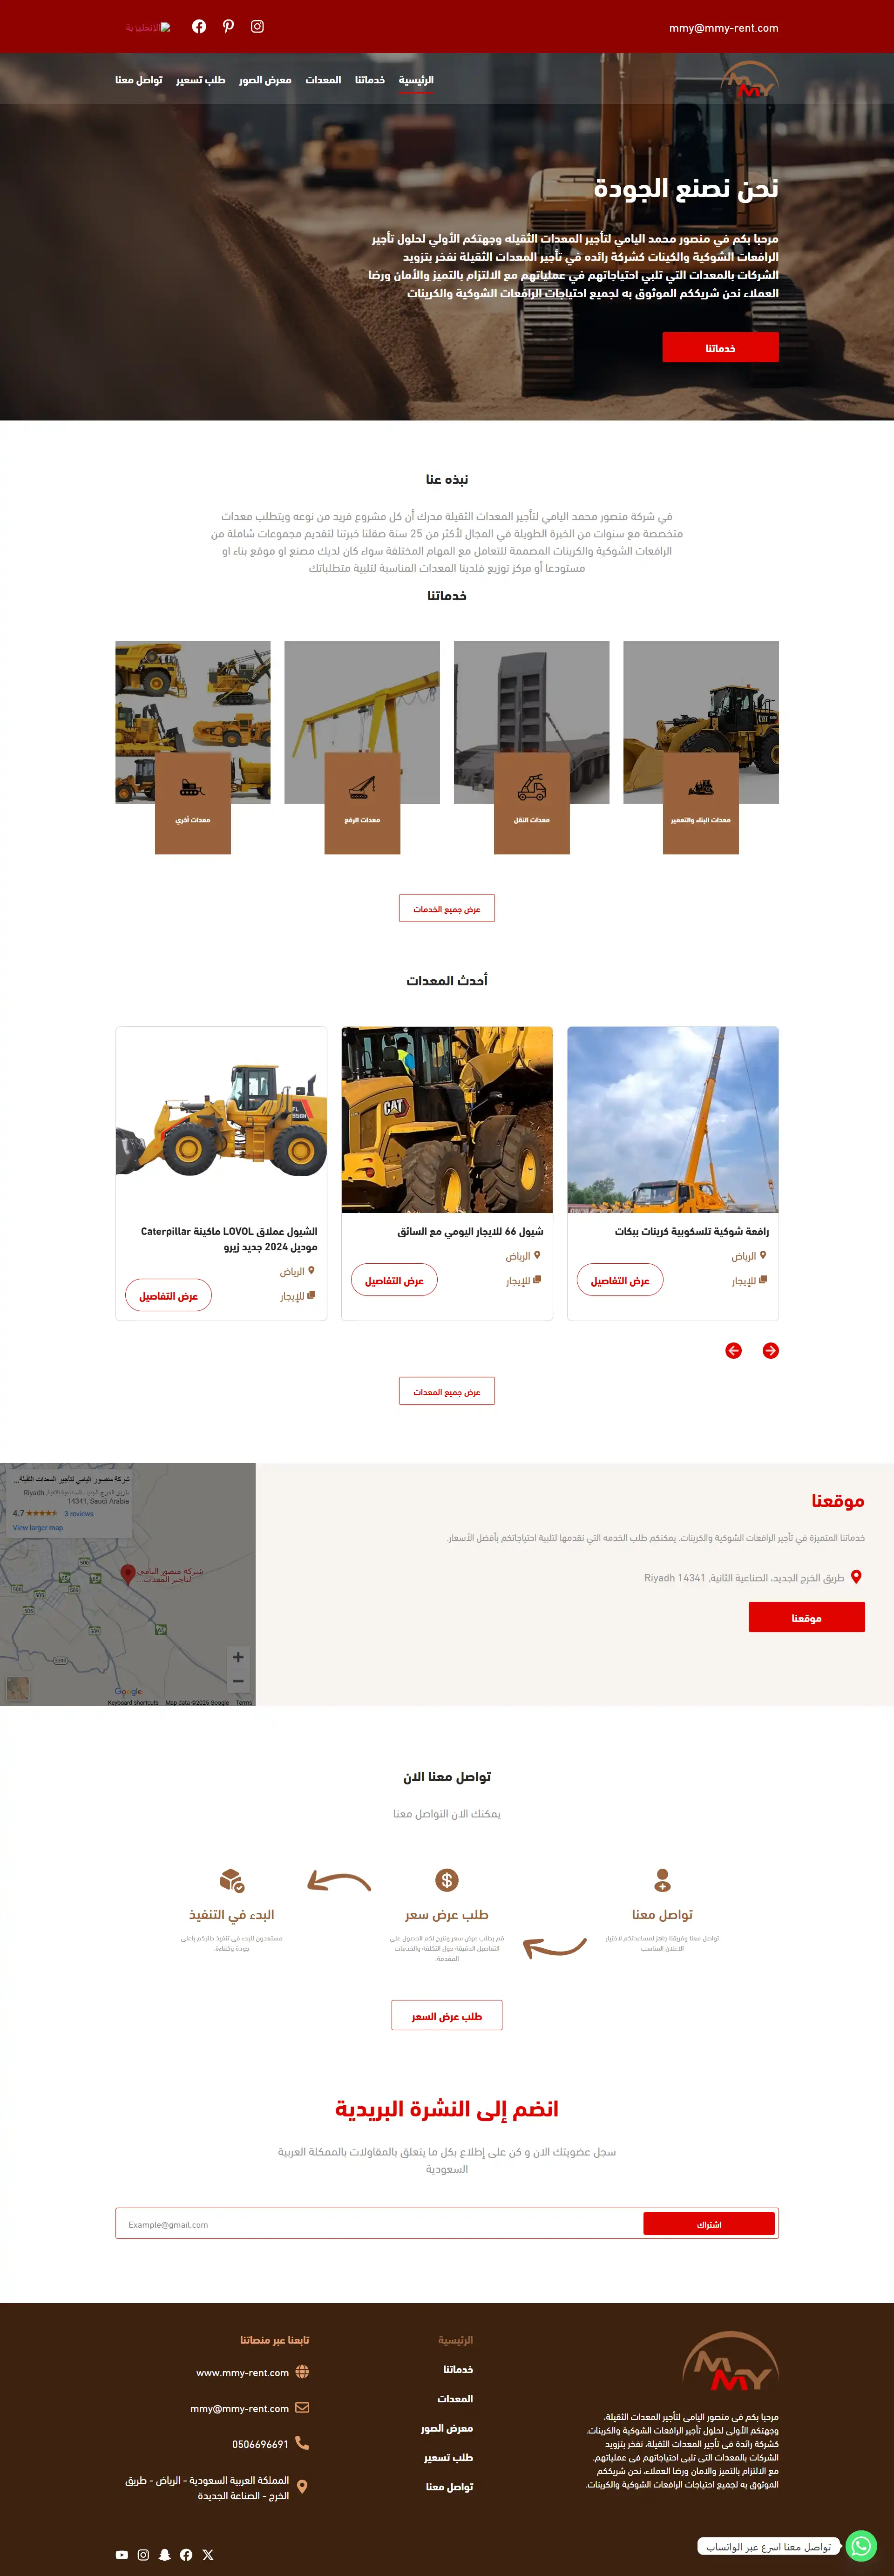 mmy@mmy-rent.com
الإنجليزية
MMY
الرئيسية
خدماتنا
المعدات
معرض الصور
طلب تسعير
تواصل معنا
نحن نصنع الجودة
مرحبا بكم في منصور محمد اليامي لتأجير المعدات الثقيله وجهتكم الأولي لحلول تأجير
الرافعات الشوكية والكينات كشركة رائده في تأجير المعدات الثقيلة نفخر بتزويد
الشركات بالمعدات التي تلبي احتياجاتهم في عملياتهم مع الالتزام بالتميز والأمان ورضا
العملاء نحن شريككم الموثوق به لجميع احتياجات الرافعات الشوكية والكرينات
خدماتنا
نبذه عنا
في شركة منصور محمد اليامي لتأجير المعدات الثقيلة مدرك أن كل مشروع فريد من نوعه ويتطلب معدات
متخصصة مع سنوات من الخبرة الطويلة في المجال لأكثر من 25 سنة صقلنا خبرتنا لتقديم مجموعات شاملة من
الرافعات الشوكية والكرينات المصممة للتعامل مع المهام المختلفة سواء كان لديك مصنع او موقع بناء او
مستودعا أو مركز توزيع فلدينا المعدات المناسبة لتلبية متطلباتك
خدماتنا
معدات البناء والتعمير
معدات النقل
معدات الرفع
معدات أخري
عرض جميع الخدمات
أحدث المعدات
رافعة شوكية تلسكوبية كرينات ببكات
الرياض
للإيجار
عرض التفاصيل
CAT
شيول 66 للايجار اليومي مع السائق
الرياض
للإيجار
عرض التفاصيل
الشيول عملاق LOVOL ماكينة Caterpillar
موديل 2024 جديد زيرو
الرياض
للإيجار
عرض التفاصيل
عرض جميع المعدات
موقعنا
خدماتنا المتميزة في تأجير الرافعات الشوكية والكرينات. يمكنكم طلب الخدمه التي نقدمها لتلبية احتياجاتكم بأفضل الأسعار.
طريق الخرج الجديد، الصناعية الثانية, Riyadh 14341
موقعنا
شركة منصور اليامي لتأجير المعدات الثقيلة...
طريق الخرج الجديد، الصناعية الثانية, Riyadh
14341, Saudi Arabia
4.7 3 reviews
View larger map
شركة منصور اليامي
لتأجير المعدات...
Google
Keyboard shortcuts Map data ©2025 Google Terms
تواصل معنا الان
يمكنك الان التواصل معنا
تواصل معنا
تواصل معنا وفريقنا جاهز لمساعدتكم لاختيار
الاعلان المناسب
طلب عرض سعر
قم بطلب عرض سعر ونتيح لكم الحصول على
التفاصيل الدقيقة حول التكلفة والخدمات
المقدمة.
البدء في التنفيذ
مستعدون للبدء في تنفيذ طلبكم بأعلى
جودة وكفاءة.
طلب عرض السعر
انضم إلى النشرة البريدية
سجل عضويتك الان و كن على إطلاع بكل ما يتعلق بالمقاولات بالممكلة العربية
السعودية
Example@gmail.com
اشتراك
MMY
مرحبا بكم في منصور اليامي لتأجير المعدات الثقيلة،
وجهتكم الأولى لحلول تأجير الرافعات الشوكية والكرينات.
كشركة رائدة في تأجير المعدات الثقيلة، نفخر بتزويد
الشركات بالمعدات التي تلبي احتياجاتهم في عملياتهم.
مع الالتزام بالتميز والامان ورضا العملاء، نحن شريككم
الموثوق به لجميع احتياجات الرافعات الشوكية والكرينات.
الرئيسية
خدماتنا
المعدات
معرض الصور
طلب تسعير
تواصل معنا
تابعنا عبر منصاتنا
www.mmy-rent.com
mmy@mmy-rent.com
0506696691
المملكة العربية السعودية - الرياض - طريق
الخرج - الصناعة الجديدة
تواصل معنا اسرع عبر الواتساب